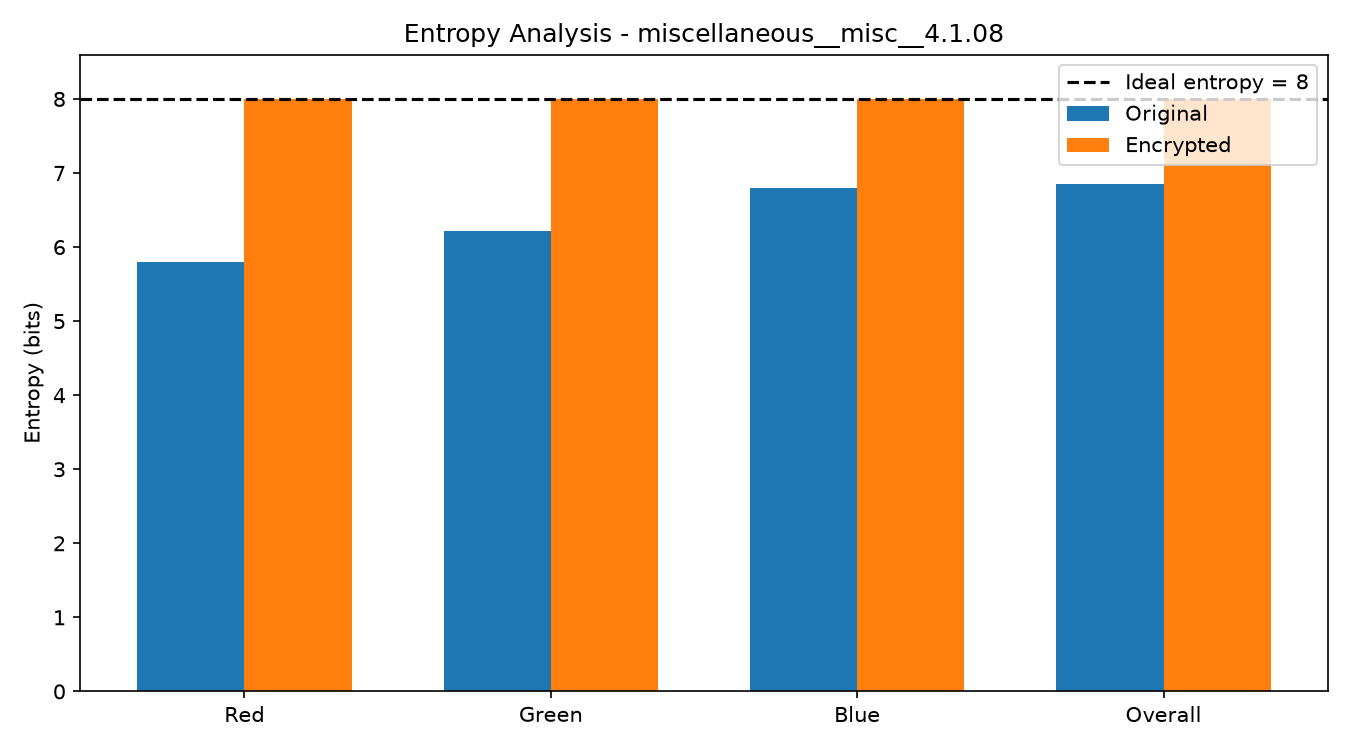 Entropy Analysis - miscellaneous__misc__4.1.08
Ideal entropy = 8
Original
Encrypted
Entropy (bits)
8
7
6
5
4
3
2
1
0
Red Green Blue Overall